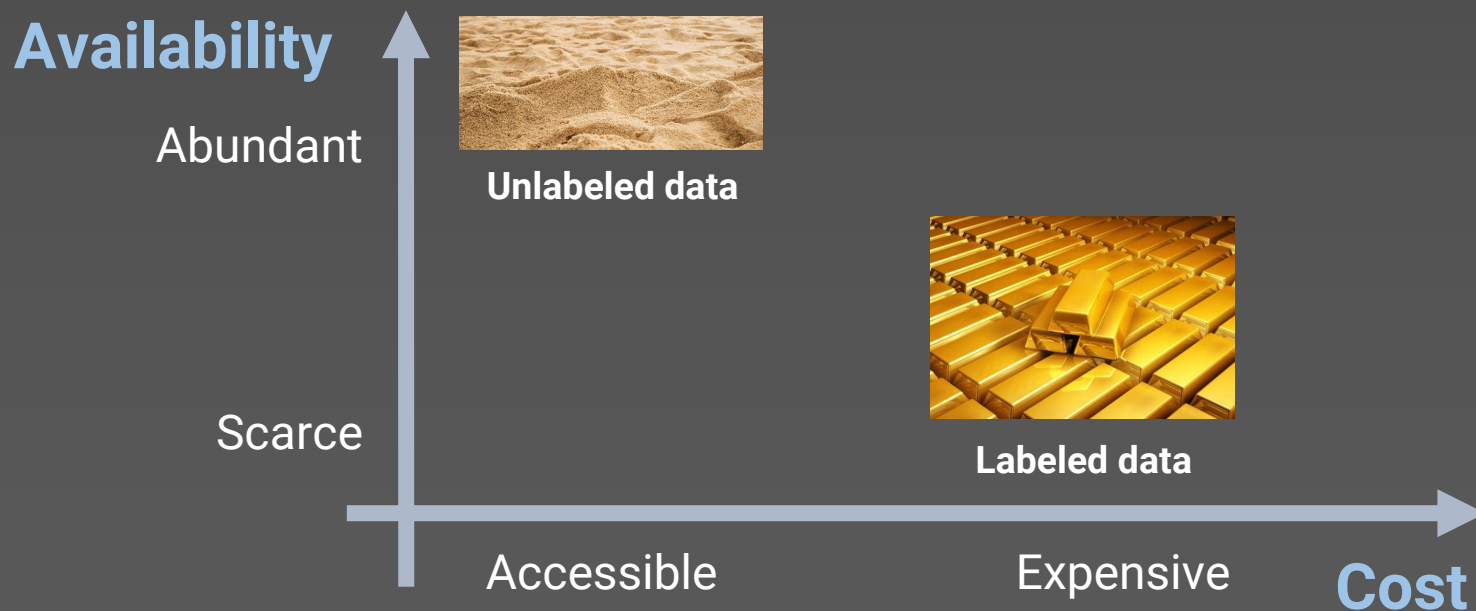 Availability
Abundant
Unlabeled data
Scarce
Labeled data
Accessible
Expensive
Cost